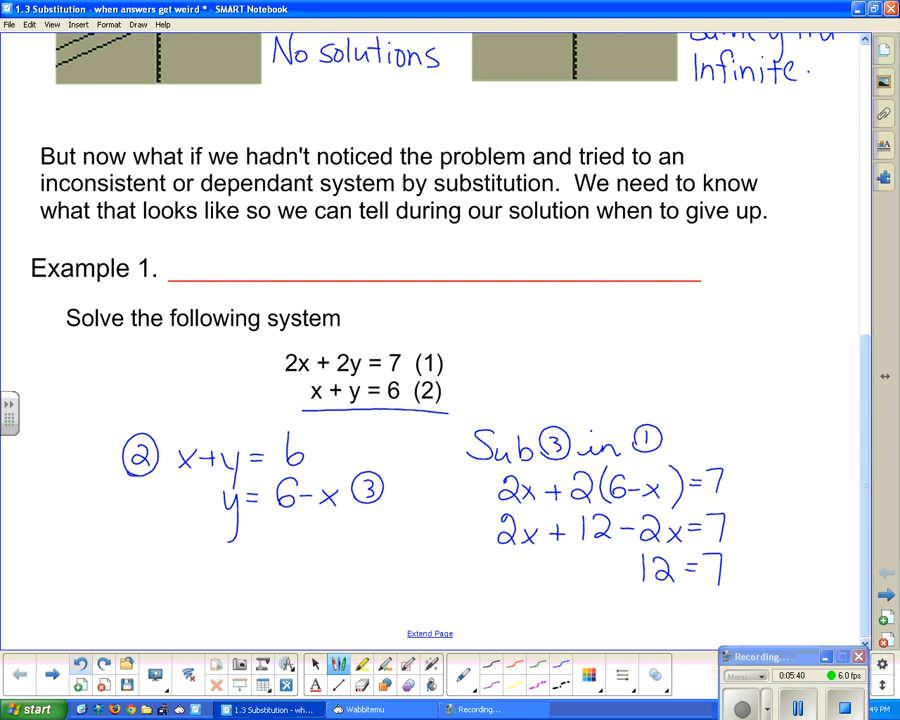 1.3 Substitution - when answers get weird * - SMART Notebook
File Edit View Insert Format Draw Help
No solutions
Infinite.
But now what if we hadn't noticed the problem and tried to an
inconsistent or dependant system by substitution. We need to know
what that looks like so we can tell during our solution when to give up.
Example 1.
Solve the following system
2x + 2y = 7 (1)
x + y = 6 (2)
② x+y = 6
y = 6-x ③
Sub ③ in ①
2x + 2(6-x) = 7
2x + 12 - 2x = 7
12 = 7
Extend Page
Recording...
Menu
0:05:40 6.0 fps
start
1.3 Substitution - wh...
Wabbitemu
Recording...
:49 PM